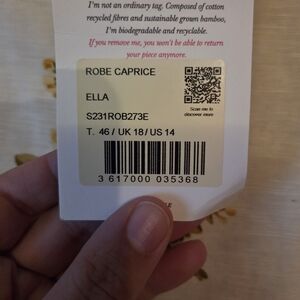 I'm not an ordinary tag. Composed of cotton
recycled fibres and sustainable grown bamboo,
I'm biodegradable and recyclable.
If you remove me, you won't be able to return
your piece anymore.
ROBE CAPRICE
ELLA
Scan me to
discover more
S231ROB273E
T. 46 / UK 18 / US 14
3 617000 035368